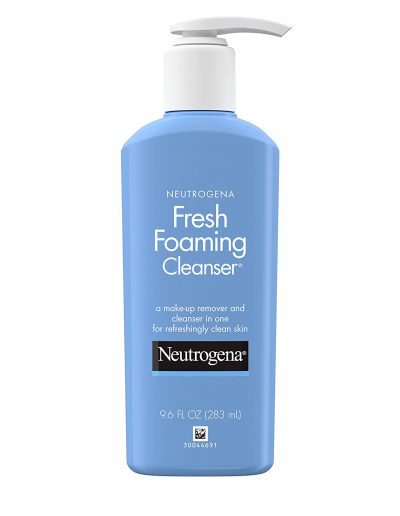 NEUTROGENA
Fresh
Foaming
Cleanser®
a make-up remover and
cleanser in one
for refreshingly clean skin
Neutrogena®
9.6 FL OZ (283 mL)
30044691